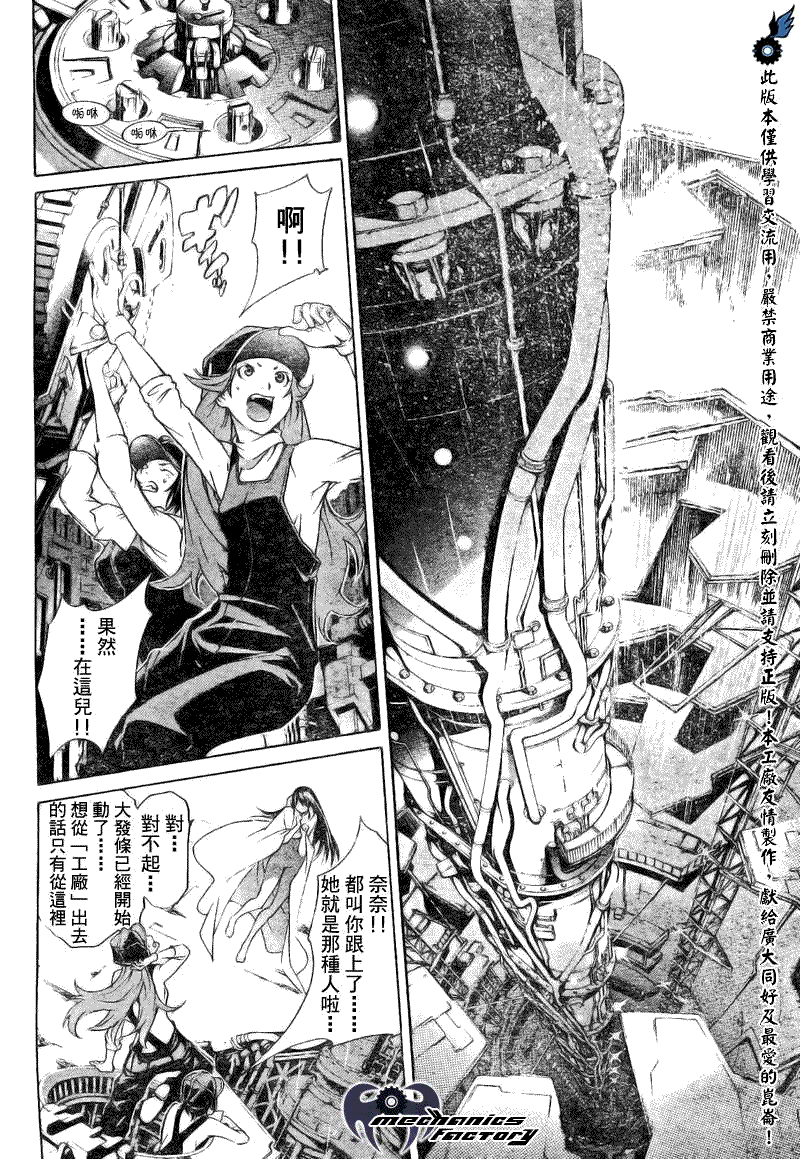 啪咻
啪咻
啊!!
果然
……在這兒!!
奈奈!!
都叫你跟上了……
她就是那種人啦…
對…
對不起…
大發條已經開始
動了……
想從「工廠」出去
的話只有從這裡
此版本僅供學習交流用，嚴禁商業用途，觀看後請立刻刪除並請支持正版！本工廠友情製作，獻給廣大同好及最愛的崑崙！
mechanics
Factory